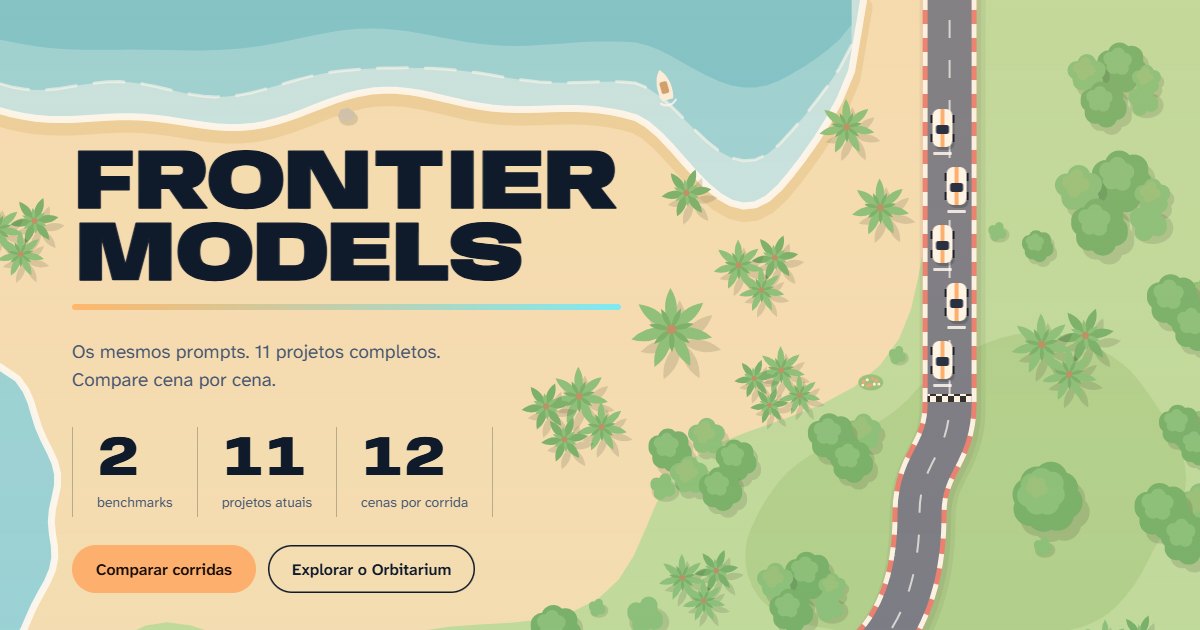 FRONTIER
MODELS
Os mesmos prompts. 11 projetos completos.
Compare cena por cena.
2
benchmarks
11
projetos atuais
12
cenas por corrida
Comparar corridas
Explorar o Orbitarium